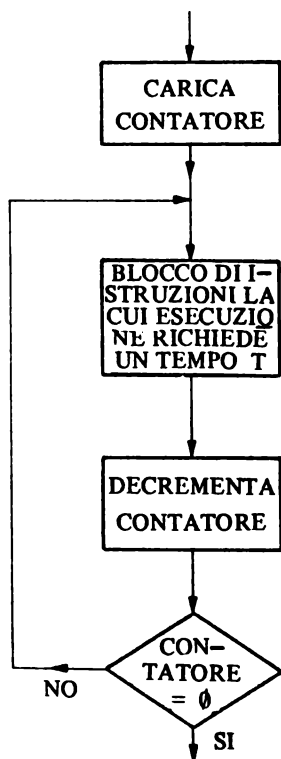 CARICA
CONTATORE
BLOCCO DI I-
STRUZIONI LA
CUI ESECUZIO
NE RICHIEDE
UN TEMPO T
DECREMENTA
CONTATORE
CON-
TATORE
= ∅
NO
SI